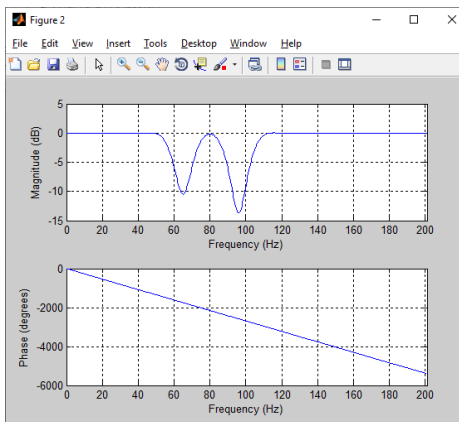 Figure 2
File Edit View Insert Tools Desktop Window Help
5
0
-5
-10
-15
Magnitude (dB)
0 20 40 60 80 100 120 140 160 180 200
Frequency (Hz)
0
-2000
-4000
-6000
Phase (degrees)
0 20 40 60 80 100 120 140 160 180 200
Frequency (Hz)